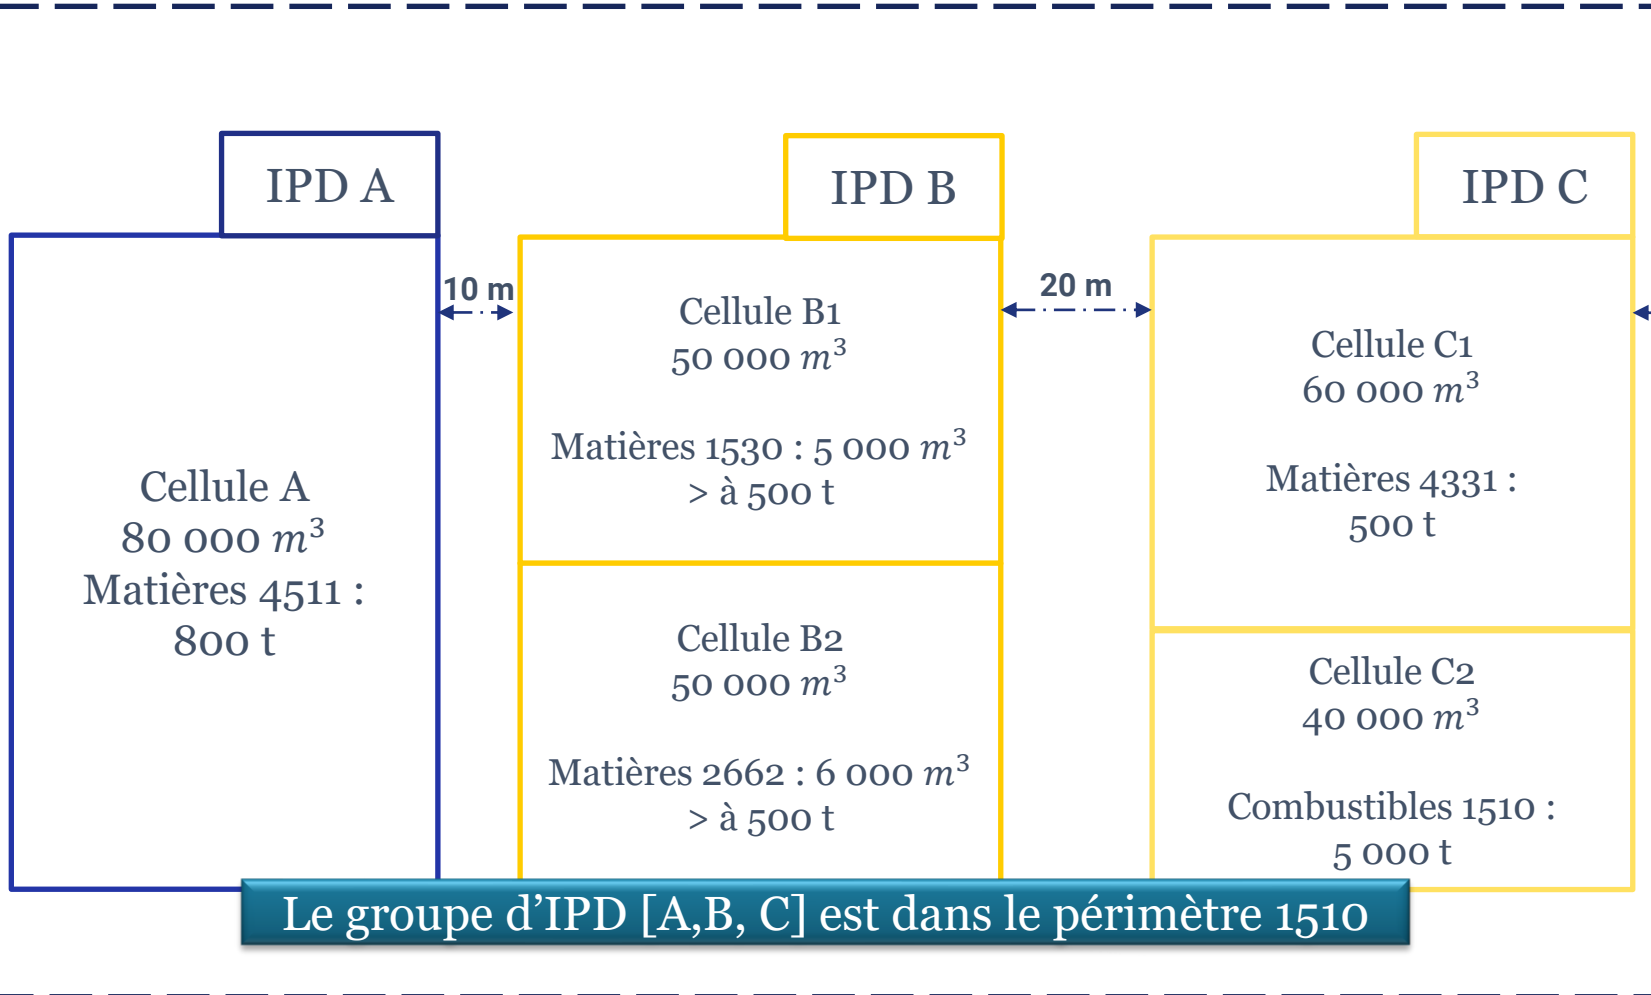 IPD A
IPD B
IPD C
10 m
20 m
Cellule A
80 000 m³
Matières 4511 :
800 t
Cellule B1
50 000 m³
Matières 1530 : 5 000 m³
> à 500 t
Cellule B2
50 000 m³
Matières 2662 : 6 000 m³
> à 500 t
Cellule C1
60 000 m³
Matières 4331 :
500 t
Cellule C2
40 000 m³
Combustibles 1510 :
5 000 t
Le groupe d’IPD [A,B, C] est dans le périmètre 1510